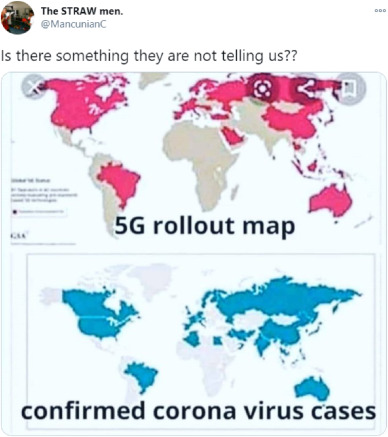 The STRAW men.
@MancunianC
Is there something they are not telling us??
5G rollout map
GSA
confirmed corona virus cases